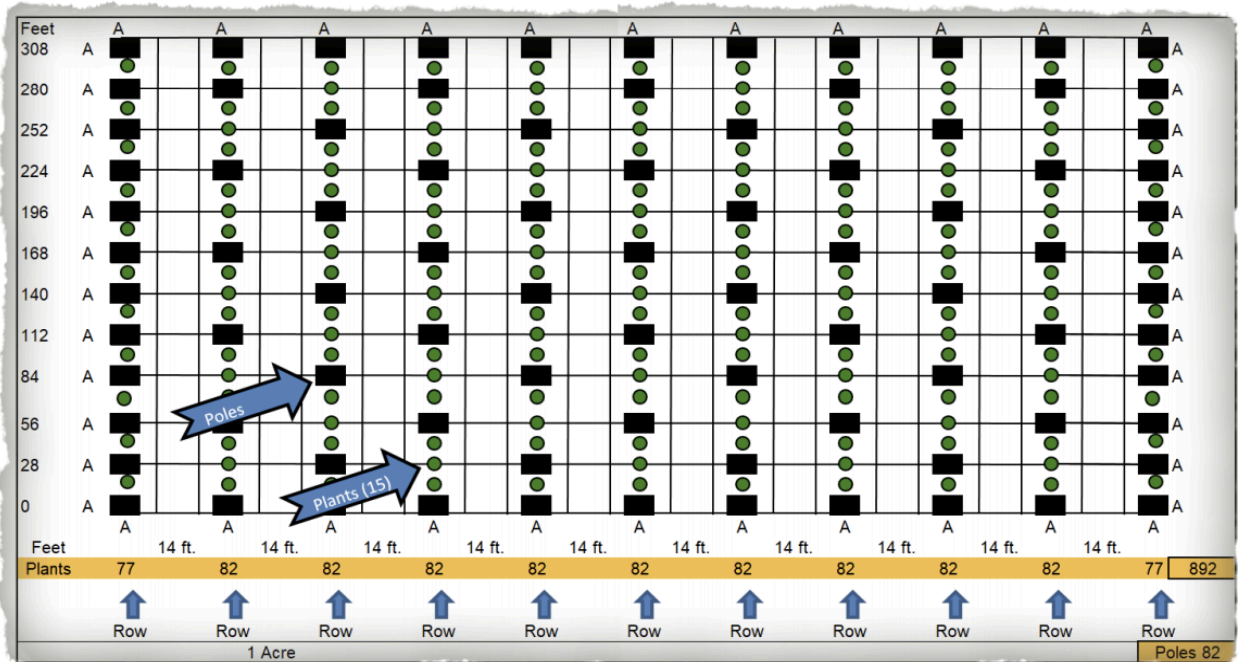 Feet A A A A A A A A A A A
308 A A
280 A A
252 A A
224 A A
196 A A
168 A A
140 A A
112 A A
84 A A
Poles
56 A A
28 A A
Plants (15)
0 A A
A A A A A A A A A A A
Feet 14 ft. 14 ft. 14 ft. 14 ft. 14 ft. 14 ft. 14 ft. 14 ft. 14 ft. 14 ft.
Plants 77 82 82 82 82 82 82 82 82 82 77 892
Row Row Row Row Row Row Row Row Row Row Row
1 Acre Poles 82